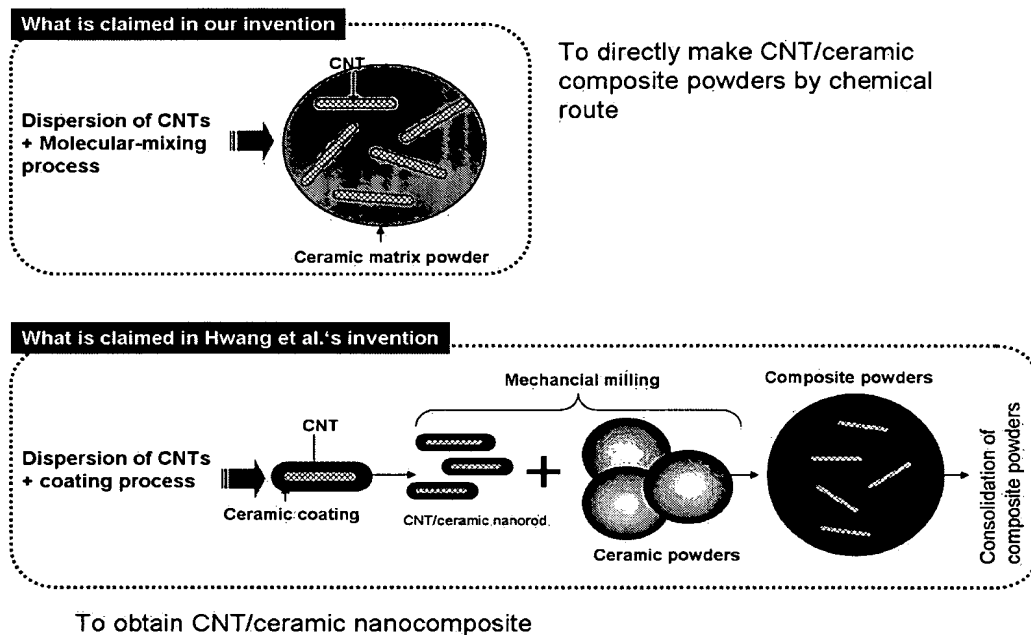 What is claimed in our invention
CNT
Dispersion of CNTs
+ Molecular-mixing
process
Ceramic matrix powder
To directly make CNT/ceramic
composite powders by chemical
route
What is claimed in Hwang et al.'s invention
Mechancial milling
Composite powders
CNT
Dispersion of CNTs
+ coating process
+
Ceramic coating
CNT/ceramic nanorod
Ceramic powders
Consolidation of
composite powders
To obtain CNT/ceramic nanocomposite